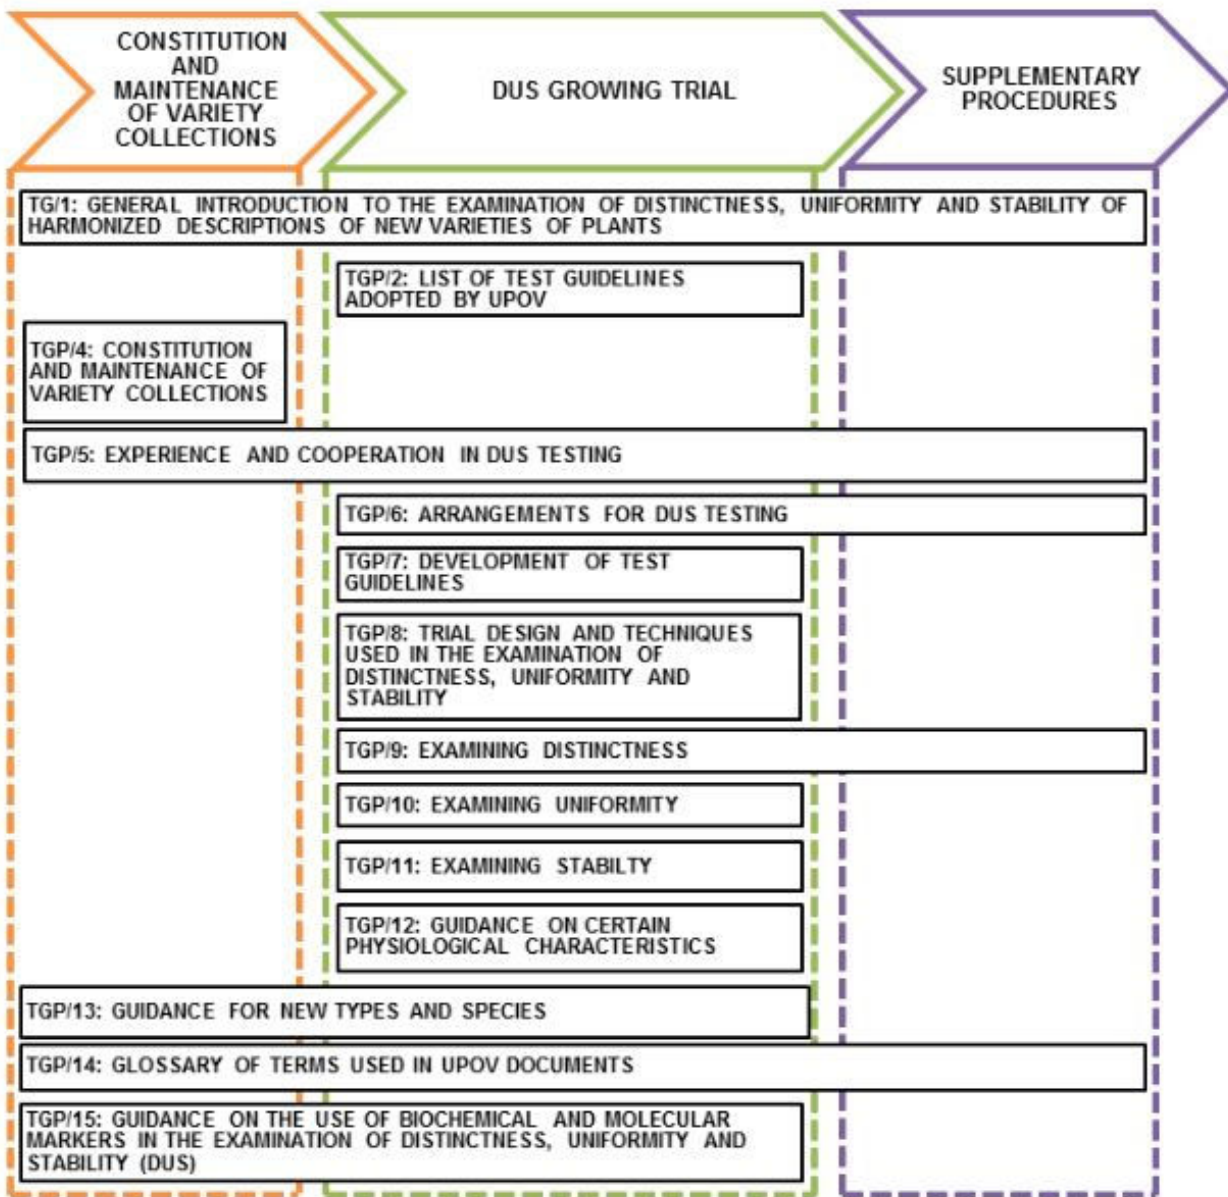 CONSTITUTION
AND
MAINTENANCE
OF VARIETY
COLLECTIONS
DUS GROWING TRIAL
SUPPLEMENTARY
PROCEDURES
TG/1: GENERAL INTRODUCTION TO THE EXAMINATION OF DISTINCTNESS, UNIFORMITY AND STABILITY OF
HARMONIZED DESCRIPTIONS OF NEW VARIETIES OF PLANTS
TGP/2: LIST OF TEST GUIDELINES
ADOPTED BY UPOV
TGP/4: CONSTITUTION
AND MAINTENANCE OF
VARIETY COLLECTIONS
TGP/5: EXPERIENCE AND COOPERATION IN DUS TESTING
TGP/6: ARRANGEMENTS FOR DUS TESTING
TGP/7: DEVELOPMENT OF TEST
GUIDELINES
TGP/8: TRIAL DESIGN AND TECHNIQUES
USED IN THE EXAMINATION OF
DISTINCTNESS, UNIFORMITY AND
STABILITY
TGP/9: EXAMINING DISTINCTNESS
TGP/10: EXAMINING UNIFORMITY
TGP/11: EXAMINING STABILTY
TGP/12: GUIDANCE ON CERTAIN
PHYSIOLOGICAL CHARACTERISTICS
TGP/13: GUIDANCE FOR NEW TYPES AND SPECIES
TGP/14: GLOSSARY OF TERMS USED IN UPOV DOCUMENTS
TGP/15: GUIDANCE ON THE USE OF BIOCHEMICAL AND MOLECULAR
MARKERS IN THE EXAMINATION OF DISTINCTNESS, UNIFORMITY AND
STABILITY (DUS)